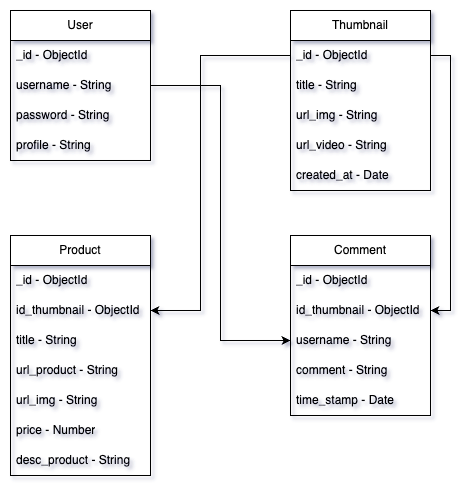 User
_id - ObjectId
username - String
password - String
profile - String
Thumbnail
_id - ObjectId
title - String
url_img - String
url_video - String
created_at - Date
Product
_id - ObjectId
id_thumbnail - ObjectId
title - String
url_product - String
url_img - String
price - Number
desc_product - String
Comment
_id - ObjectId
id_thumbnail - ObjectId
username - String
comment - String
time_stamp - Date